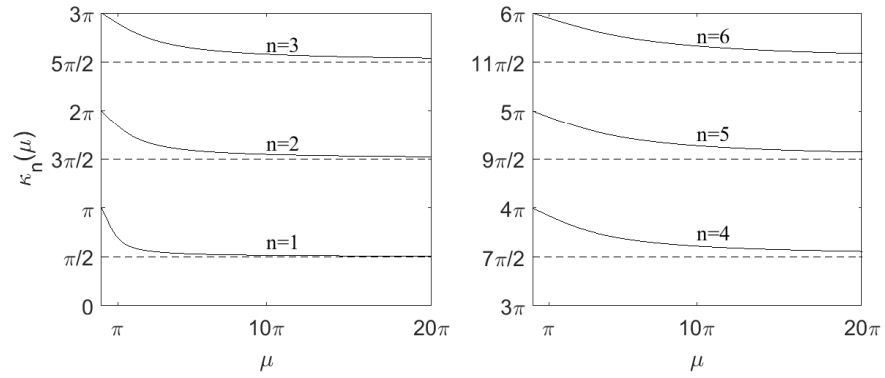 3π
5π/2
2π
3π/2
π
π/2
0
κn(μ)
n=3
n=2
n=1
π
10π
20π
μ
6π
11π/2
5π
9π/2
4π
7π/2
3π
n=6
n=5
n=4
π
10π
20π
μ